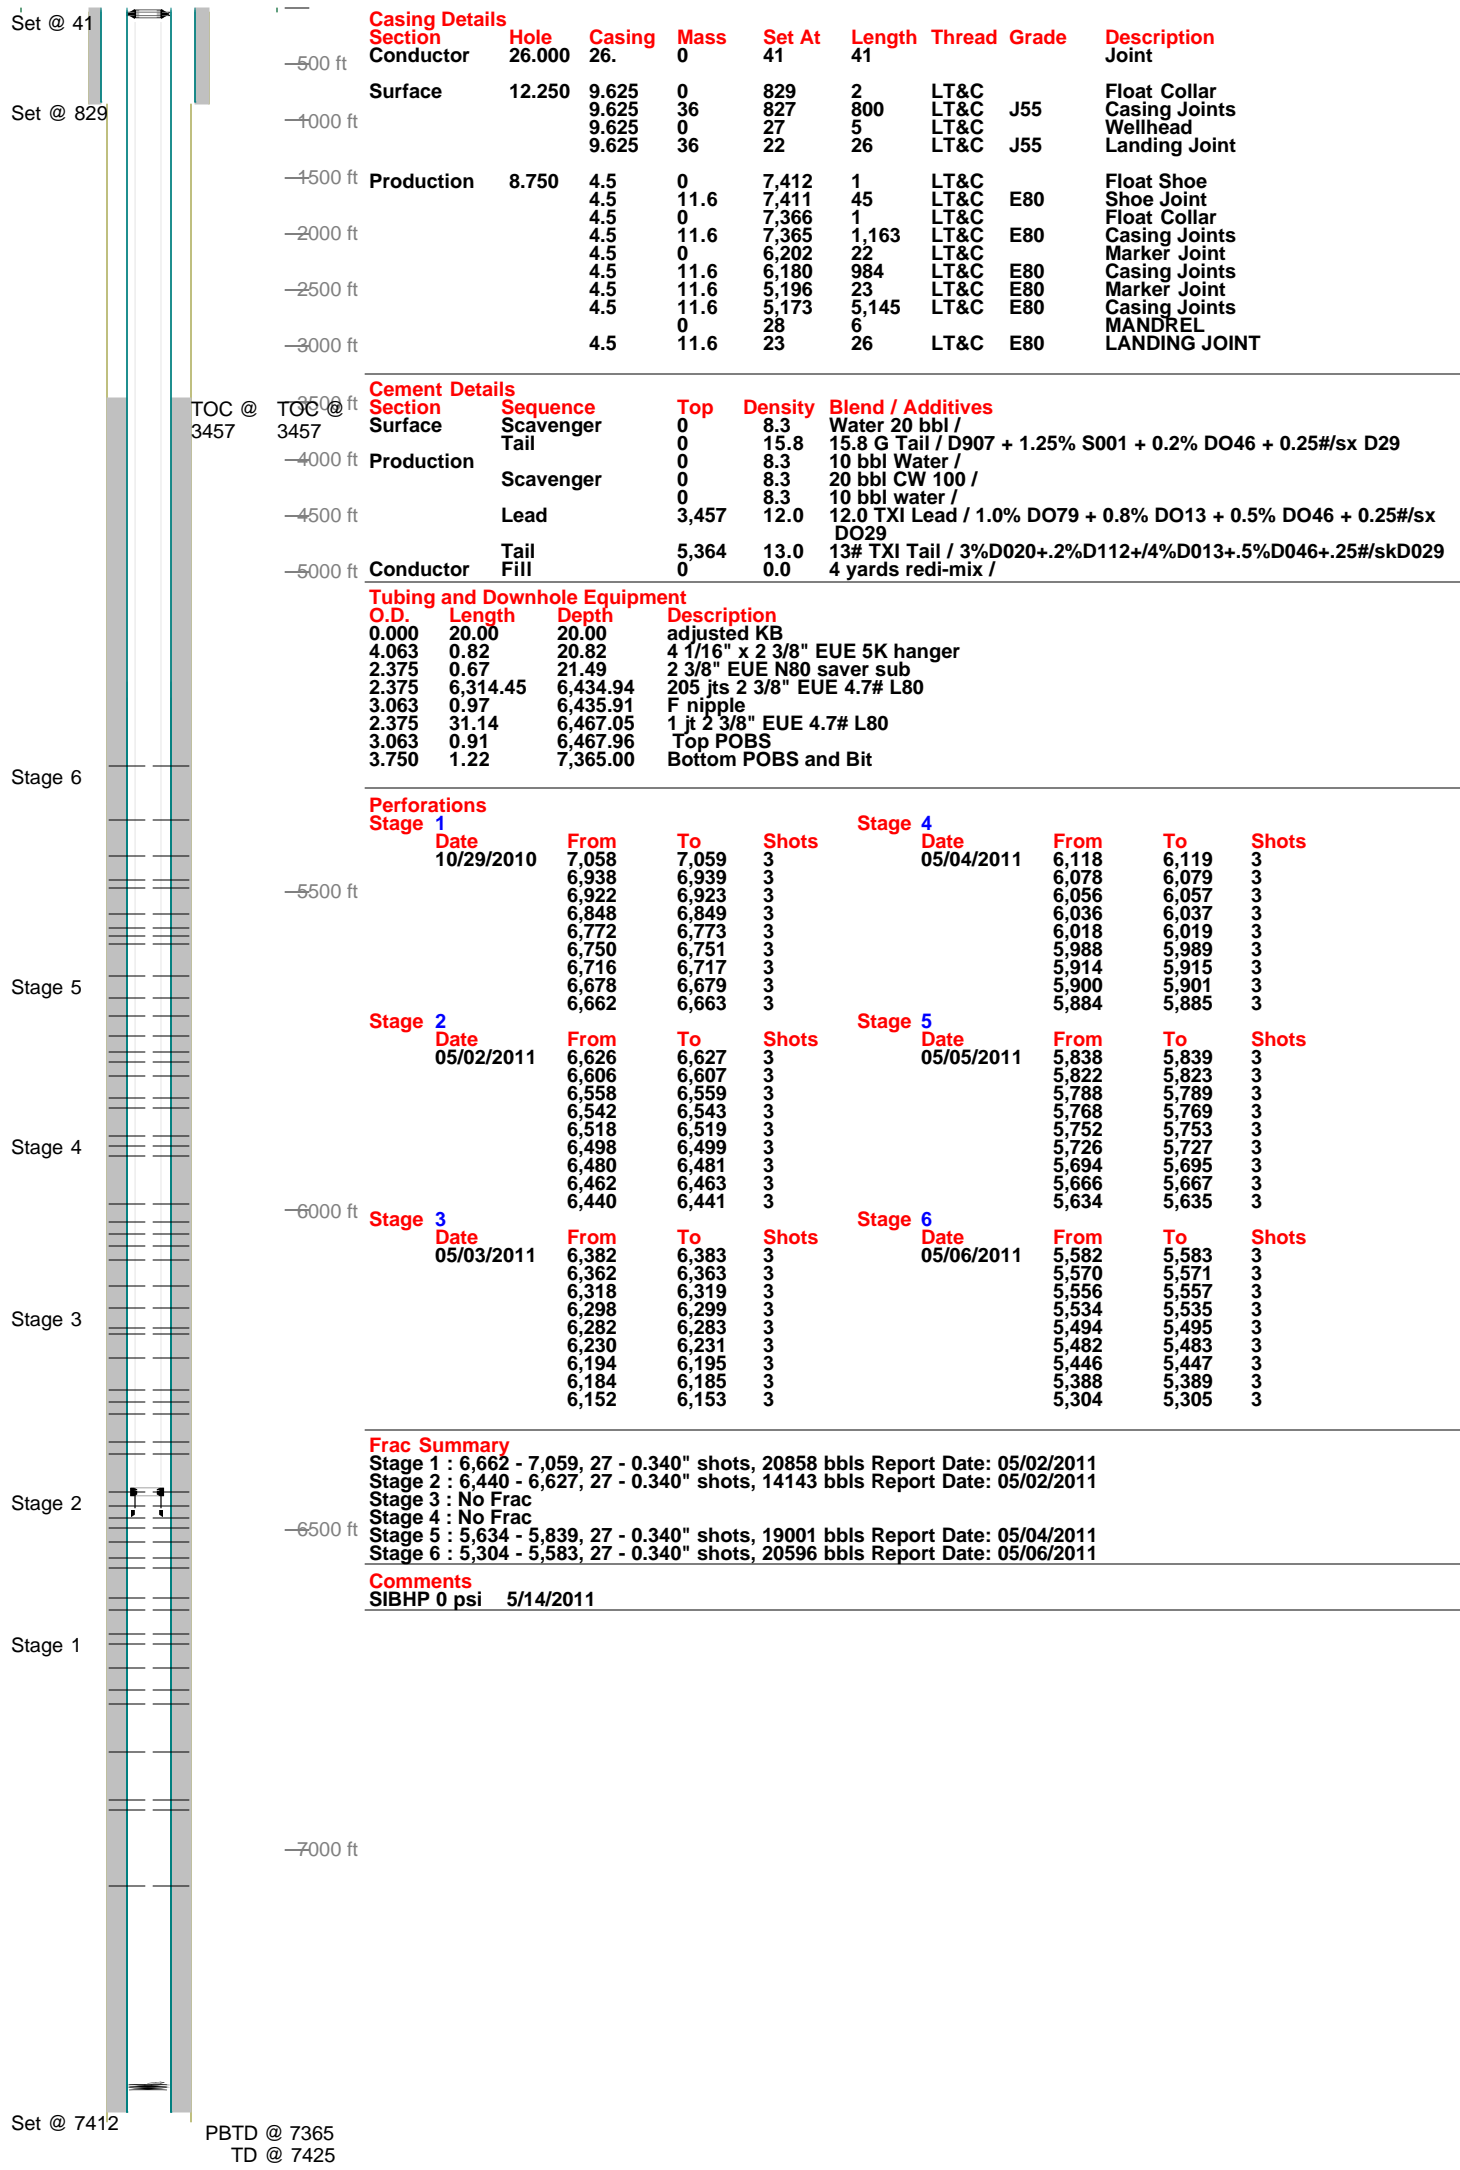 Set @ 41
Set @ 829
TOC @ 3457
TOC @ 3457
Stage 6
Stage 5
Stage 4
Stage 3
Stage 2
Stage 1
Set @ 7412
PBTD @ 7365
TD @ 7425
500 ft
1000 ft
1500 ft
2000 ft
2500 ft
3000 ft
3500 ft
4000 ft
4500 ft
5000 ft
5500 ft
6000 ft
6500 ft
7000 ft
Casing Details
Section Hole Casing Mass Set At Length Thread Grade Description
Conductor 26.000 26. 0 41 41 Joint
Surface 12.250 9.625 0 829 2 LT&C Float Collar
9.625 36 827 800 LT&C J55 Casing Joints
9.625 0 27 5 LT&C Wellhead
9.625 36 22 26 LT&C J55 Landing Joint
Production 8.750 4.5 0 7,412 1 LT&C Float Shoe
4.5 11.6 7,411 45 LT&C E80 Shoe Joint
4.5 0 7,366 1 LT&C Float Collar
4.5 11.6 7,365 1,163 LT&C E80 Casing Joints
4.5 0 6,202 22 LT&C Marker Joint
4.5 11.6 6,180 984 LT&C E80 Casing Joints
4.5 11.6 5,196 23 LT&C E80 Marker Joint
4.5 11.6 5,173 5,145 LT&C E80 Casing Joints
0 28 6 MANDREL
4.5 11.6 23 26 LT&C E80 LANDING JOINT
Cement Details
Section Sequence Top Density Blend / Additives
Surface Scavenger 0 8.3 Water 20 bbl /
Tail 0 15.8 15.8 G Tail / D907 + 1.25% S001 + 0.2% DO46 + 0.25#/sx D29
Production 0 8.3 10 bbl Water /
Scavenger 0 8.3 20 bbl CW 100 /
0 8.3 10 bbl water /
Lead 3,457 12.0 12.0 TXI Lead / 1.0% DO79 + 0.8% DO13 + 0.5% DO46 + 0.25#/sx
DO29
Tail 5,364 13.0 13# TXI Tail / 3%D020+.2%D112+/4%D013+.5%D046+.25#/skD029
Conductor Fill 0 0.0 4 yards redi-mix /
Tubing and Downhole Equipment
O.D. Length Depth Description
0.000 20.00 20.00 adjusted KB
4.063 0.82 20.82 4 1/16" x 2 3/8" EUE 5K hanger
2.375 0.67 21.49 2 3/8" EUE N80 saver sub
2.375 6,314.45 6,434.94 205 jts 2 3/8" EUE 4.7# L80
3.063 0.97 6,435.91 F nipple
2.375 31.14 6,467.05 1 jt 2 3/8" EUE 4.7# L80
3.063 0.91 6,467.96 Top POBS
3.750 1.22 7,365.00 Bottom POBS and Bit
Perforations
Stage 1
Date From To Shots
10/29/2010 7,058 7,059 3
6,938 6,939 3
6,922 6,923 3
6,848 6,849 3
6,772 6,773 3
6,750 6,751 3
6,716 6,717 3
6,678 6,679 3
6,662 6,663 3
Stage 4
Date From To Shots
05/04/2011 6,118 6,119 3
6,078 6,079 3
6,056 6,057 3
6,036 6,037 3
6,018 6,019 3
5,988 5,989 3
5,914 5,915 3
5,900 5,901 3
5,884 5,885 3
Stage 2
Date From To Shots
05/02/2011 6,626 6,627 3
6,606 6,607 3
6,558 6,559 3
6,542 6,543 3
6,518 6,519 3
6,498 6,499 3
6,480 6,481 3
6,462 6,463 3
6,440 6,441 3
Stage 5
Date From To Shots
05/05/2011 5,838 5,839 3
5,822 5,823 3
5,788 5,789 3
5,768 5,769 3
5,752 5,753 3
5,726 5,727 3
5,694 5,695 3
5,666 5,667 3
5,634 5,635 3
Stage 3
Date From To Shots
05/03/2011 6,382 6,383 3
6,362 6,363 3
6,318 6,319 3
6,298 6,299 3
6,282 6,283 3
6,230 6,231 3
6,194 6,195 3
6,184 6,185 3
6,152 6,153 3
Stage 6
Date From To Shots
05/06/2011 5,582 5,583 3
5,570 5,571 3
5,556 5,557 3
5,534 5,535 3
5,494 5,495 3
5,482 5,483 3
5,446 5,447 3
5,388 5,389 3
5,304 5,305 3
Frac Summary
Stage 1 : 6,662 - 7,059, 27 - 0.340" shots, 20858 bbls Report Date: 05/02/2011
Stage 2 : 6,440 - 6,627, 27 - 0.340" shots, 14143 bbls Report Date: 05/02/2011
Stage 3 : No Frac
Stage 4 : No Frac
Stage 5 : 5,634 - 5,839, 27 - 0.340" shots, 19001 bbls Report Date: 05/04/2011
Stage 6 : 5,304 - 5,583, 27 - 0.340" shots, 20596 bbls Report Date: 05/06/2011
Comments
SIBHP 0 psi 5/14/2011